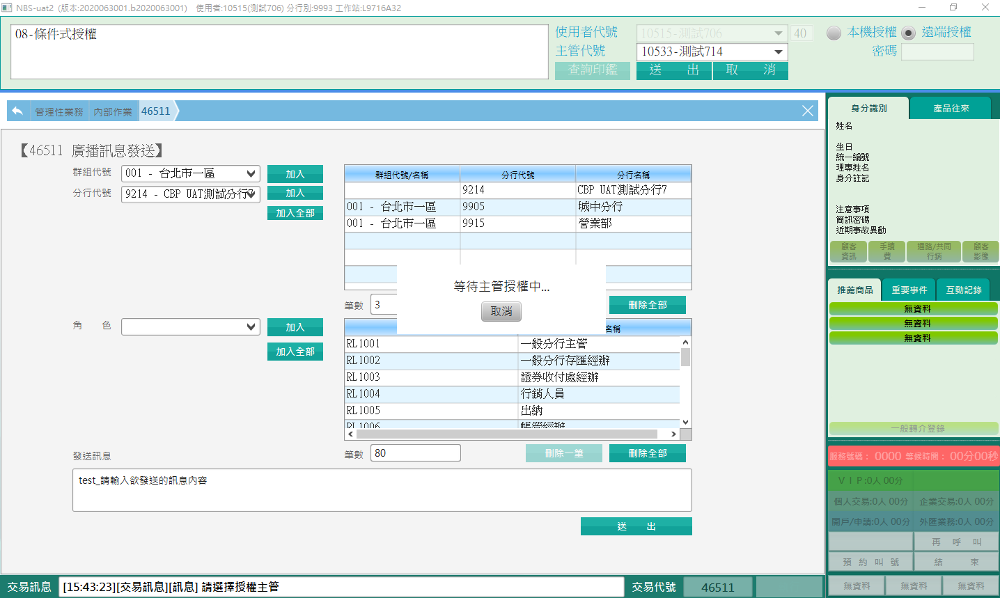 NBS-uat2 (版本:2020063001.b2020063001) 使用者:10515(測試706) 分行別:9993 工作站:L9716A32
08-條件式授權
使用者代號 10515-測試706 40 本機授權 遠端授權
主管代號 10533-測試714 密碼
查詢印鑑 送 出 取 消
管理性業務 內部作業 46511
【46511 廣播訊息發送】
群組代號 001 - 台北市一區 加入
分行代號 9214 - CBP UAT測試分行7 加入
加入全部
群組代號/名稱 分行代號 分行名稱
9214 CBP UAT測試分行7
001 - 台北市一區 9905 城中分行
001 - 台北市一區 9915 營業部
等待主管授權中...
取消
筆數 3 刪除全部
角 色 加入
加入全部
名稱
RL1001 一般分行主管
RL1002 一般分行存匯經辦
RL1003 證券收付處經辦
RL1004 行銷人員
RL1005 出納
RL1006 帳管經辦
筆數 80 刪除一筆 刪除全部
發送訊息
test_請輸入欲發送的訊息內容
送 出
身分識別 產品往來
姓名
生日
統一編號
理專姓名
身分註記
注意事項
簡訊密碼
近期事故異動
顧客資訊 手續費 通路/共同行銷 顧客影像
推薦商品 重要事件 互動記錄
無資料
無資料
無資料
一般轉介登錄
服務號碼: 0000 等候時間: 00分00秒
VIP:0人 00分
個人交易:0人 00分 企業交易:0人 00分
開戶/申請:0人 00分 外匯業務:0人 00分
再 呼 叫
預 約 叫 號 結 束
無資料 無資料 無資料
交易訊息 [15:43:23][交易訊息][訊息] 請選擇授權主管 交易代號 46511